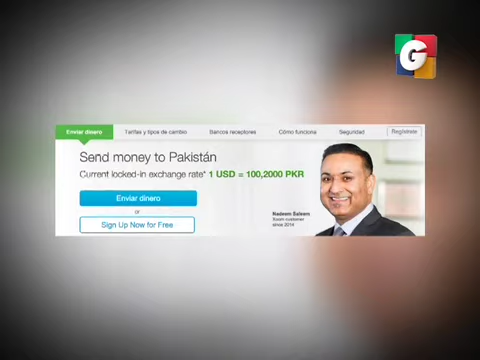 G
Enviar dinero
Tarifas y tipos de cambio
Bancos receptores
Cómo funciona
Seguridad
Regístrate
Send money to Pakistán
Current locked-in exchange rate* 1 USD = 100,2000 PKR
Enviar dinero
or
Sign Up Now for Free
Nadeem Saleem
Xoom customer
since 2014